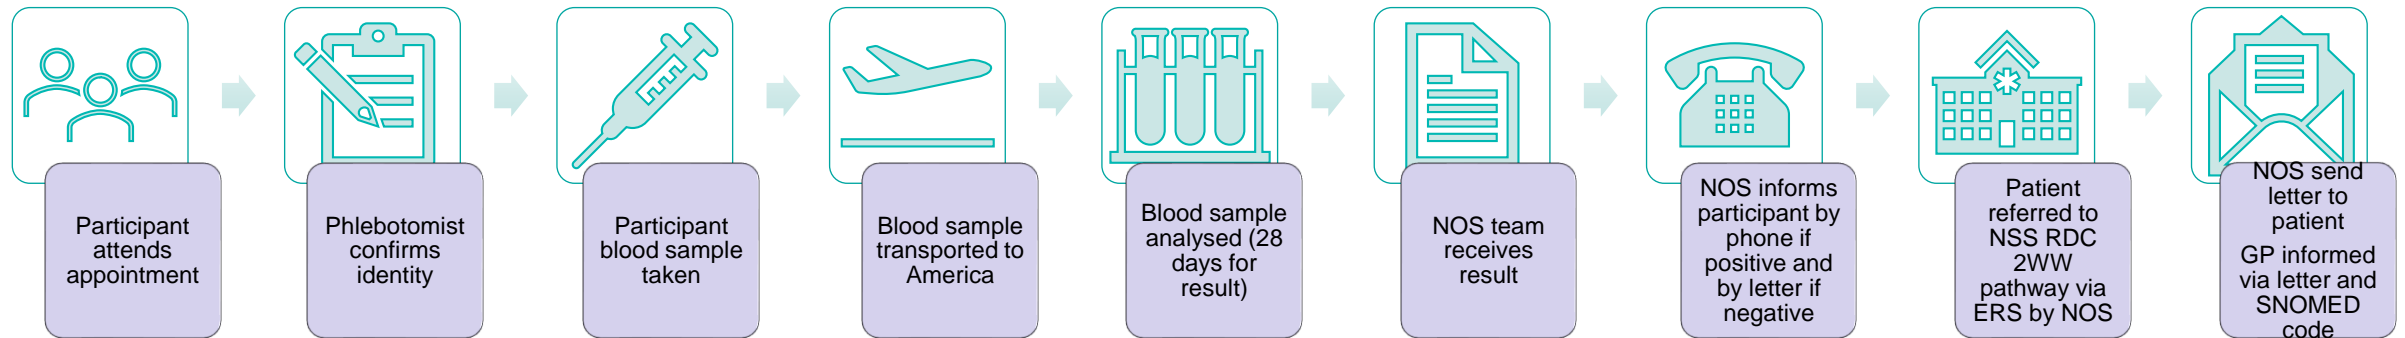 Participant
attends
appointment
Phlebotomist
confirms
identity
Participant
blood sample
taken
Blood sample
transported to
America
Blood sample
analysed (28
days for
result)
NOS team
receives
result
NOS informs
participant by
phone if
positive and
by letter if
negative
Patient
referred to
NSS RDC
2WW
pathway via
ERS by NOS
NOS send
letter to
patient
GP informed
via letter and
SNOMED
code